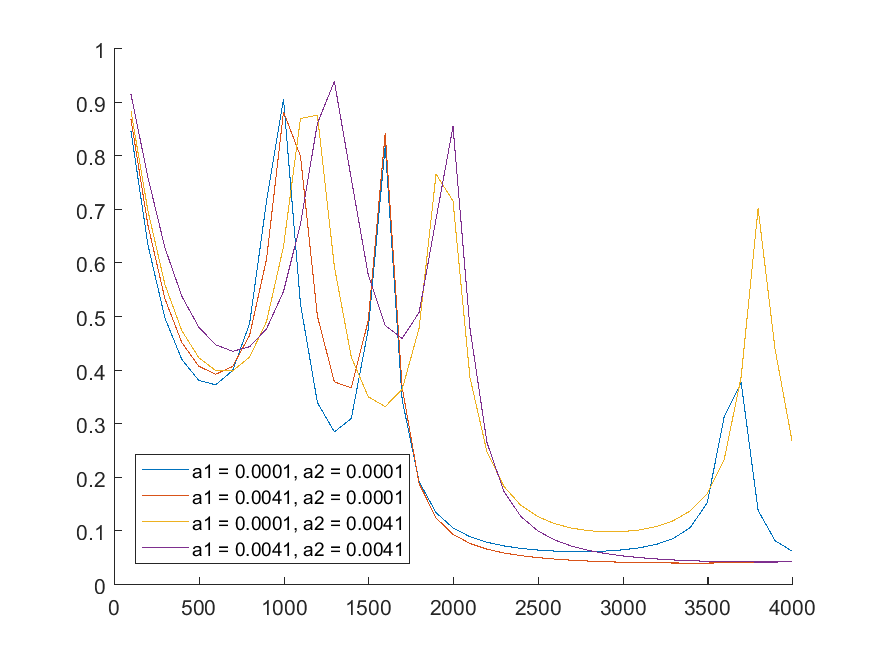 1
0.9
0.8
0.7
0.6
0.5
0.4
0.3
0.2
0.1
0
a1 = 0.0001, a2 = 0.0001
a1 = 0.0041, a2 = 0.0001
a1 = 0.0001, a2 = 0.0041
a1 = 0.0041, a2 = 0.0041
0 500 1000 1500 2000 2500 3000 3500 4000